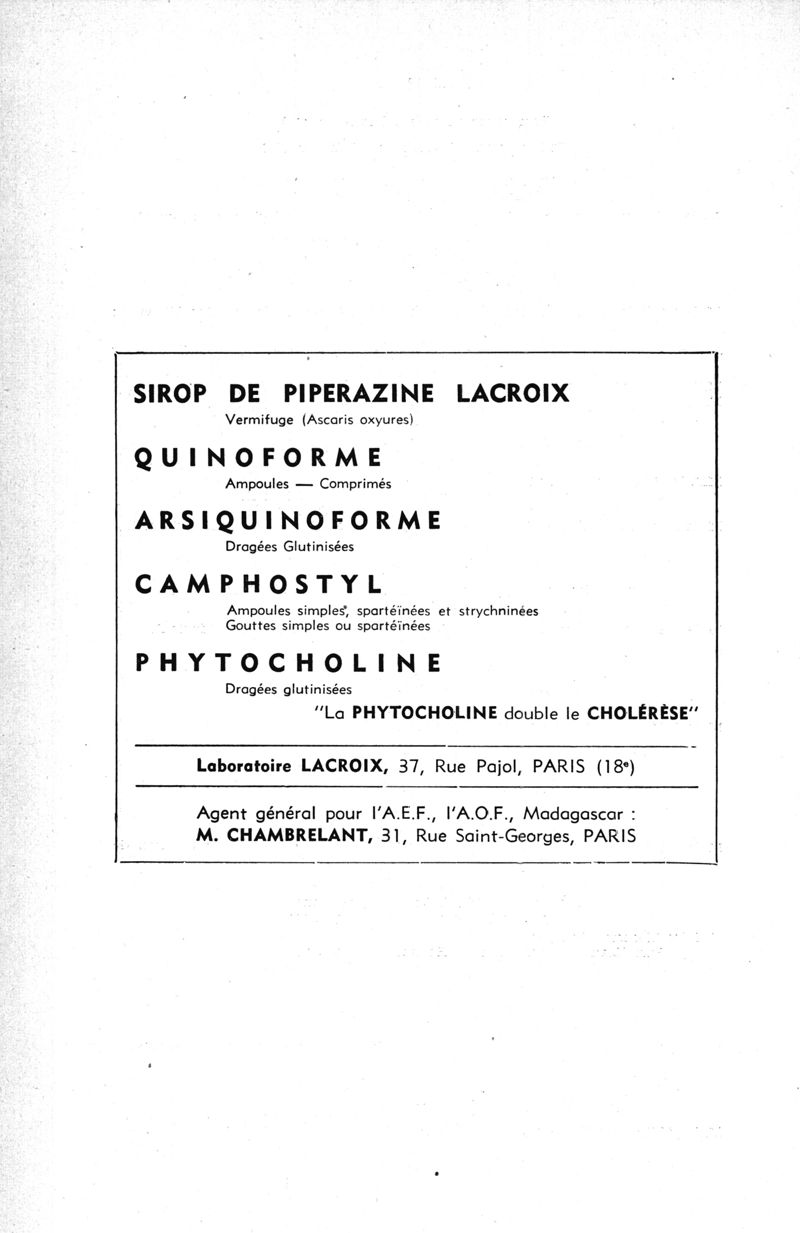 SIROP DE PIPERAZINE LACROIX
Vermifuge (Ascaris oxyures)
QUINOFORME
Ampoules — Comprimés
ARSIQUINOFORME
Dragées Glutinisées
CAMPHOSTYL
Ampoules simples, spartéïnées et strychninées
Gouttes simples ou spartéïnées
PHYTOCHOLINE
Dragées glutinisées
"La PHYTOCHOLINE double le CHOLÉRÈSE"
Laboratoire LACROIX, 37, Rue Pajol, PARIS (18e)
Agent général pour l'A.E.F., l'A.O.F., Madagascar :
M. CHAMBRELANT, 31, Rue Saint-Georges, PARIS